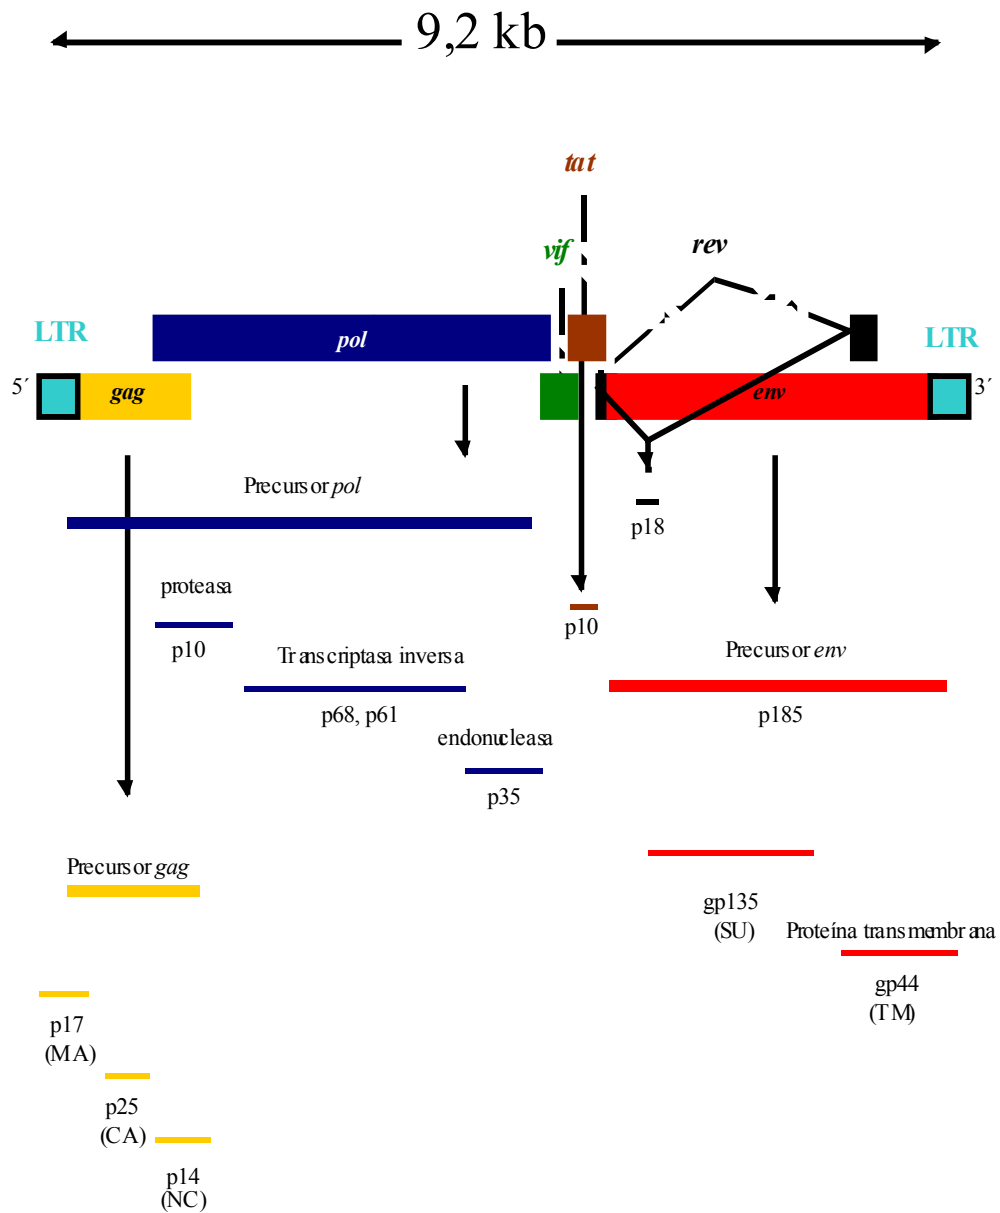 9,2 kb
tat
vif
rev
LTR
pol
LTR
5´
gag
env
3´
Precursor pol
p18
proteasa
p10
p10
Transcriptasa inversa
Precursor env
p68, p61
p185
endonucleasa
p35
Precursor gag
gp135
(SU)
Proteína transmembrana
gp44
(TM)
p17
(MA)
p25
(CA)
p14
(NC)